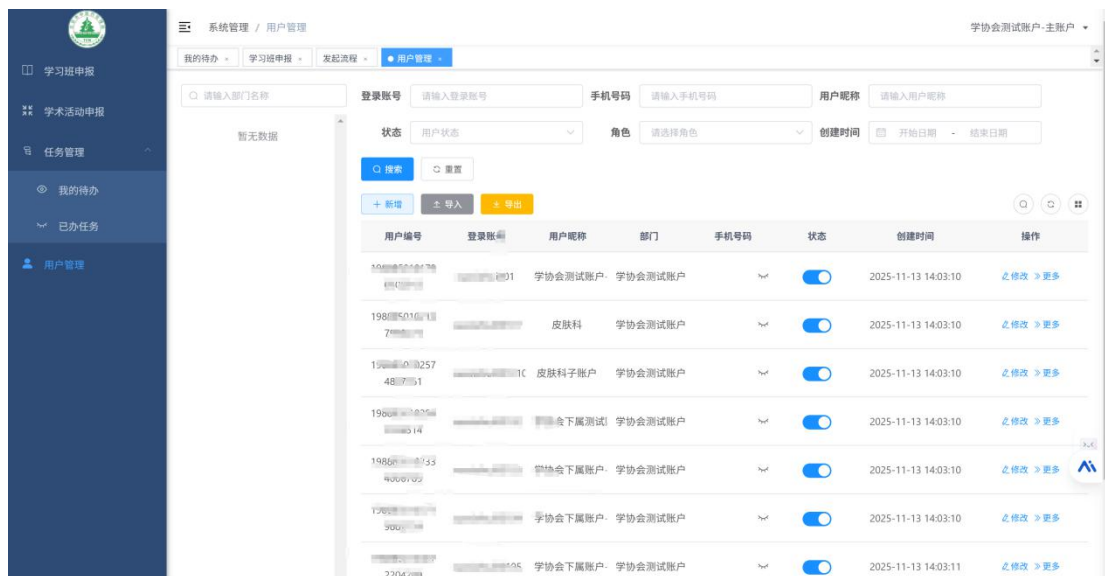 系统管理 / 用户管理
学协会测试账户-主账户
我的待办 × 学习班申报 × 发起流程 × 用户管理 ×
学习班申报
学术活动申报
任务管理
我的待办
已办任务
用户管理
请输入部门名称
暂无数据
登录账号 请输入登录账号 手机号码 请输入手机号码 用户昵称 请输入用户昵称
状态 用户状态 角色 请选择角色 创建时间 开始日期 - 结束日期
搜索 重置
+ 新增 导入 导出
用户编号 登录账 用户昵称 部门 手机号码 状态 创建时间 操作
学协会测试账户- 学协会测试账户 2025-11-13 14:03:10 修改 更多
皮肤科 学协会测试账户 2025-11-13 14:03:10 修改 更多
皮肤科子账户 学协会测试账户 2025-11-13 14:03:10 修改 更多
会下属测试 学协会测试账户 2025-11-13 14:03:10 修改 更多
学协会下属账户- 学协会测试账户 2025-11-13 14:03:10 修改 更多
学协会下属账户- 学协会测试账户 2025-11-13 14:03:10 修改 更多
学协会下属账户- 学协会测试账户 2025-11-13 14:03:11 修改 更多